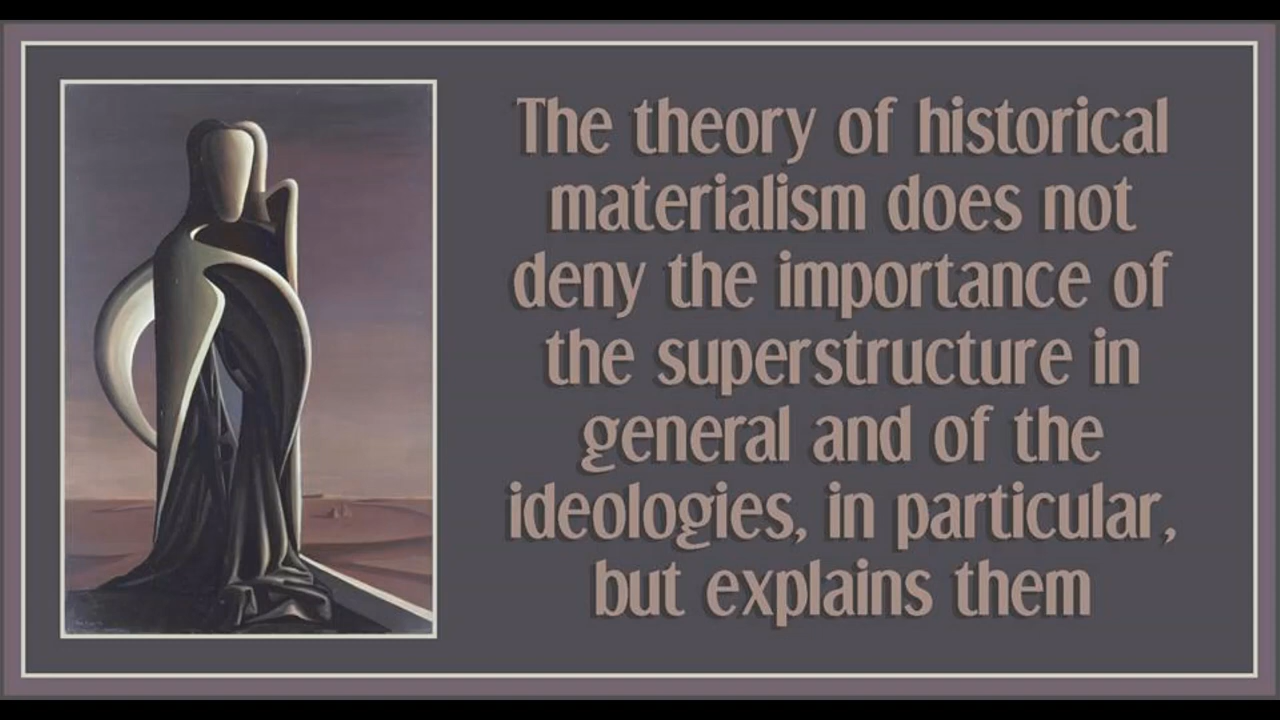 The theory of historical
materialism does not
deny the importance of
the superstructure in
general and of the
ideologies, in particular,
but explains them